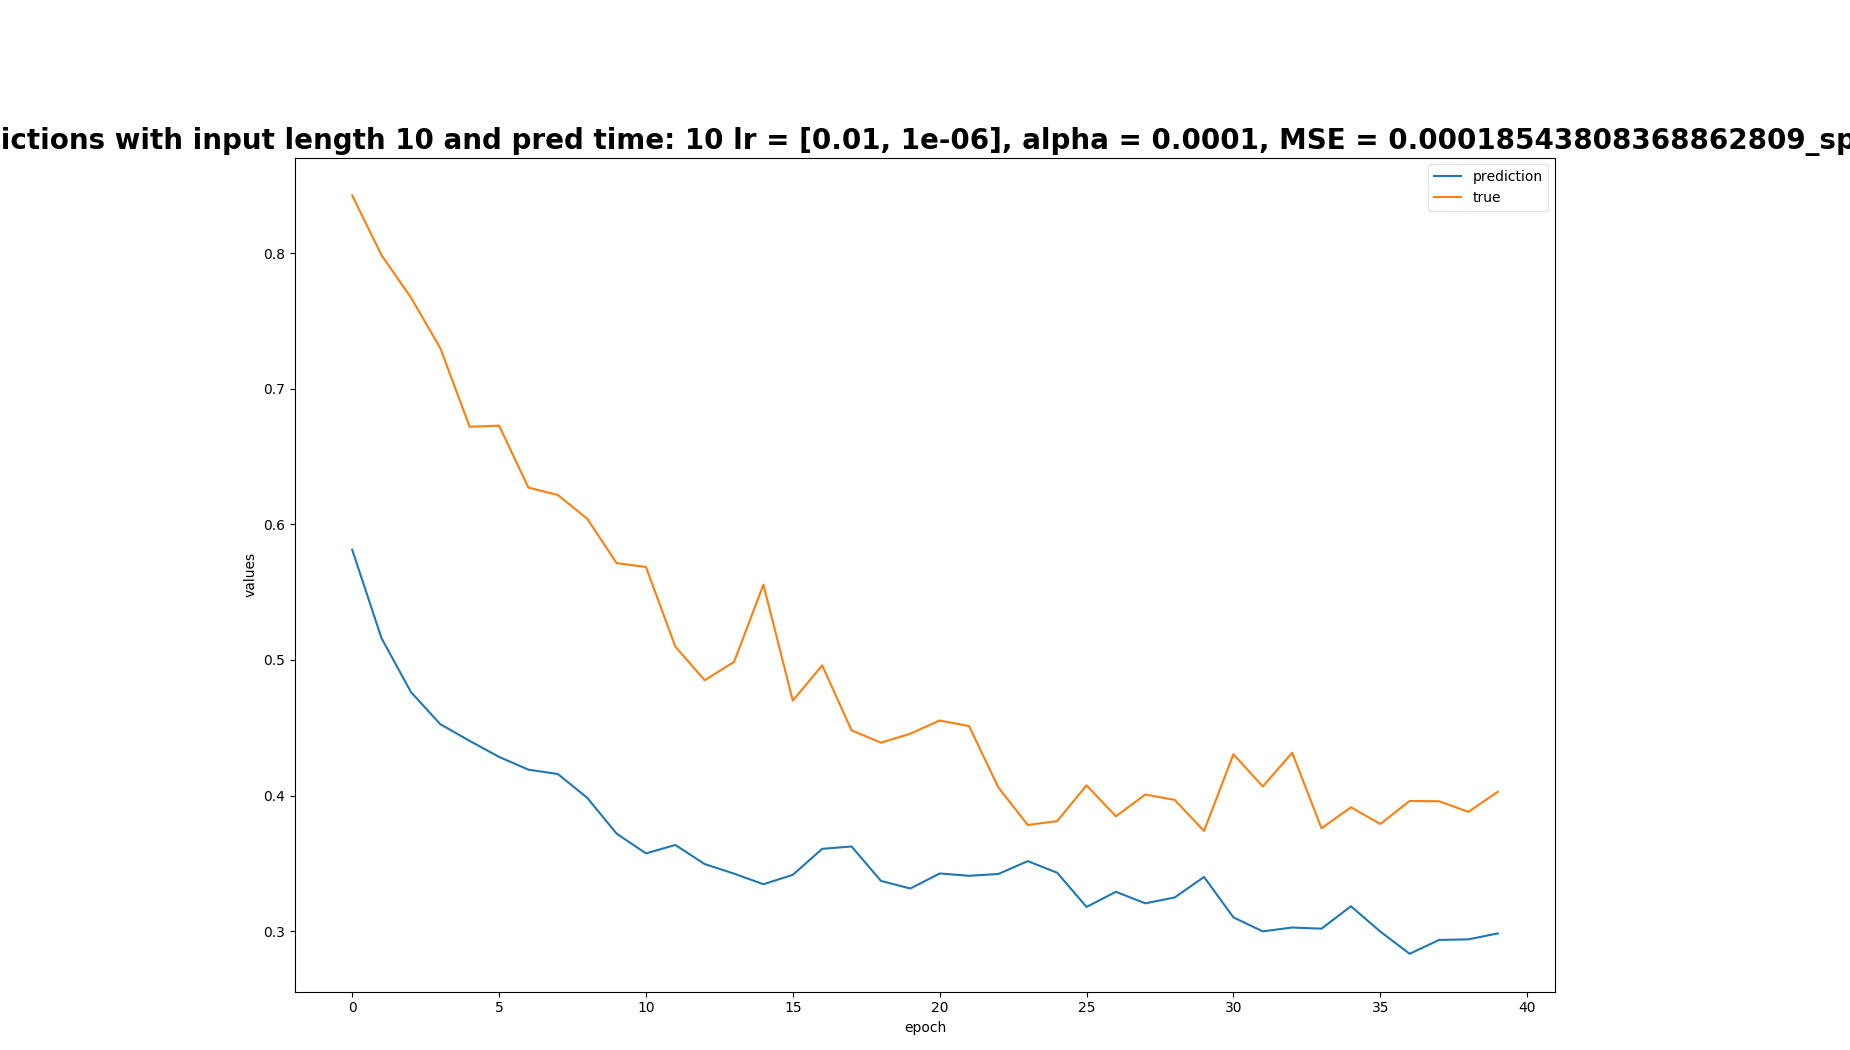 ictions with input length 10 and pred time: 10 lr = [0.01, 1e-06], alpha = 0.0001, MSE = 0.00018543808368862809_sp
prediction
true
0.8
0.7
0.6
0.5
0.4
0.3
values
0 5 10 15 20 25 30 35 40
epoch